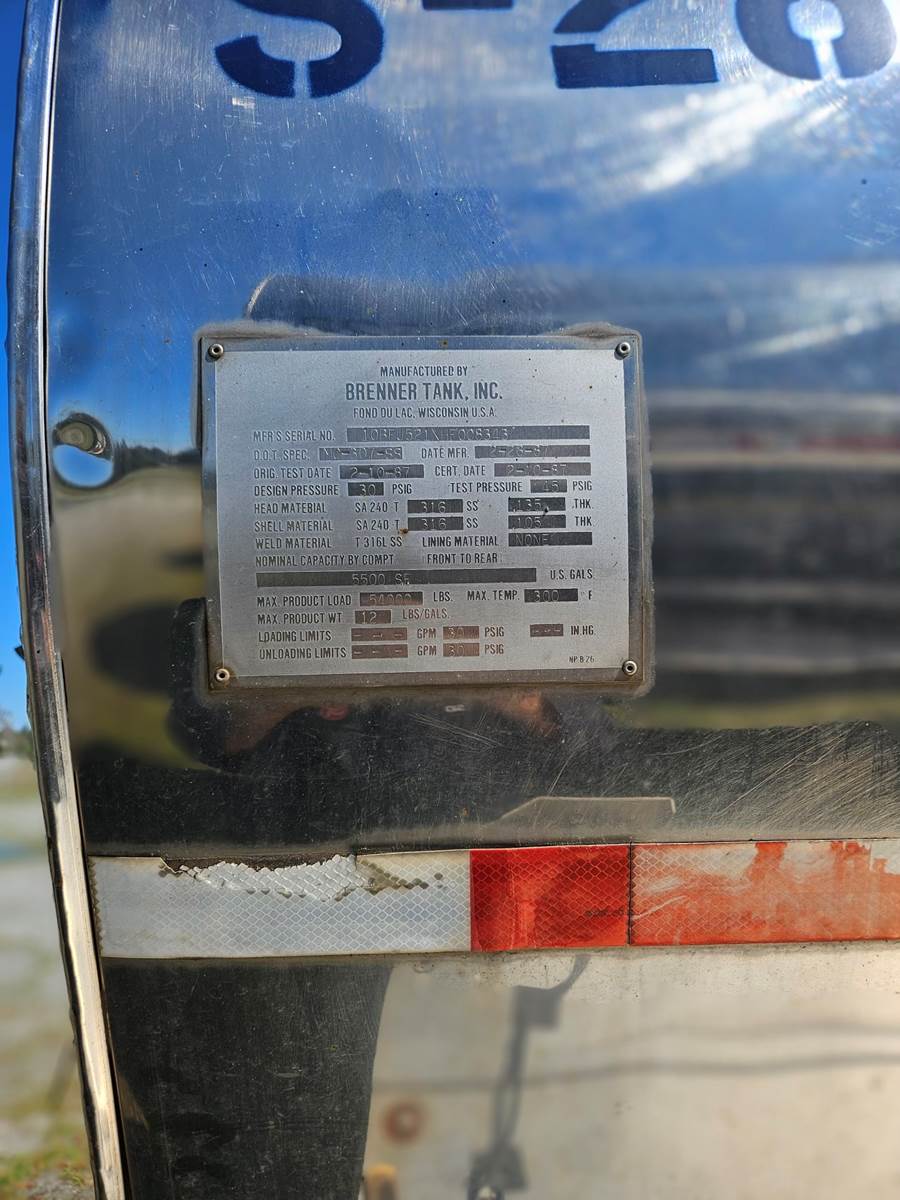 S-26
MANUFACTURED BY
BRENNER TANK, INC.
FOND DU LAC, WISCONSIN U.S.A.
MFR'S SERIAL NO.
D.O.T. SPEC. DATE MFR. 2-28-87
ORIG. TEST DATE 2-10-87 CERT. DATE 2-10-87
DESIGN PRESSURE 30 PSIG TEST PRESSURE 45 PSIG
HEAD MATERIAL SA 240 T 316 SS .135 THK.
SHELL MATERIAL SA 240 T 316 SS .105 THK
WELD MATERIAL T 316L SS LINING MATERIAL NONE
NOMINAL CAPACITY BY COMPT FRONT TO REAR
5500 U.S. GALS.
MAX. PRODUCT LOAD 54000 LBS. MAX. TEMP. 300 F
MAX. PRODUCT WT 12 LBS/GALS.
LOADING LIMITS --- GPM 30 PSIG --- IN.HG.
UNLOADING LIMITS --- GPM 30 PSIG
NP B 26